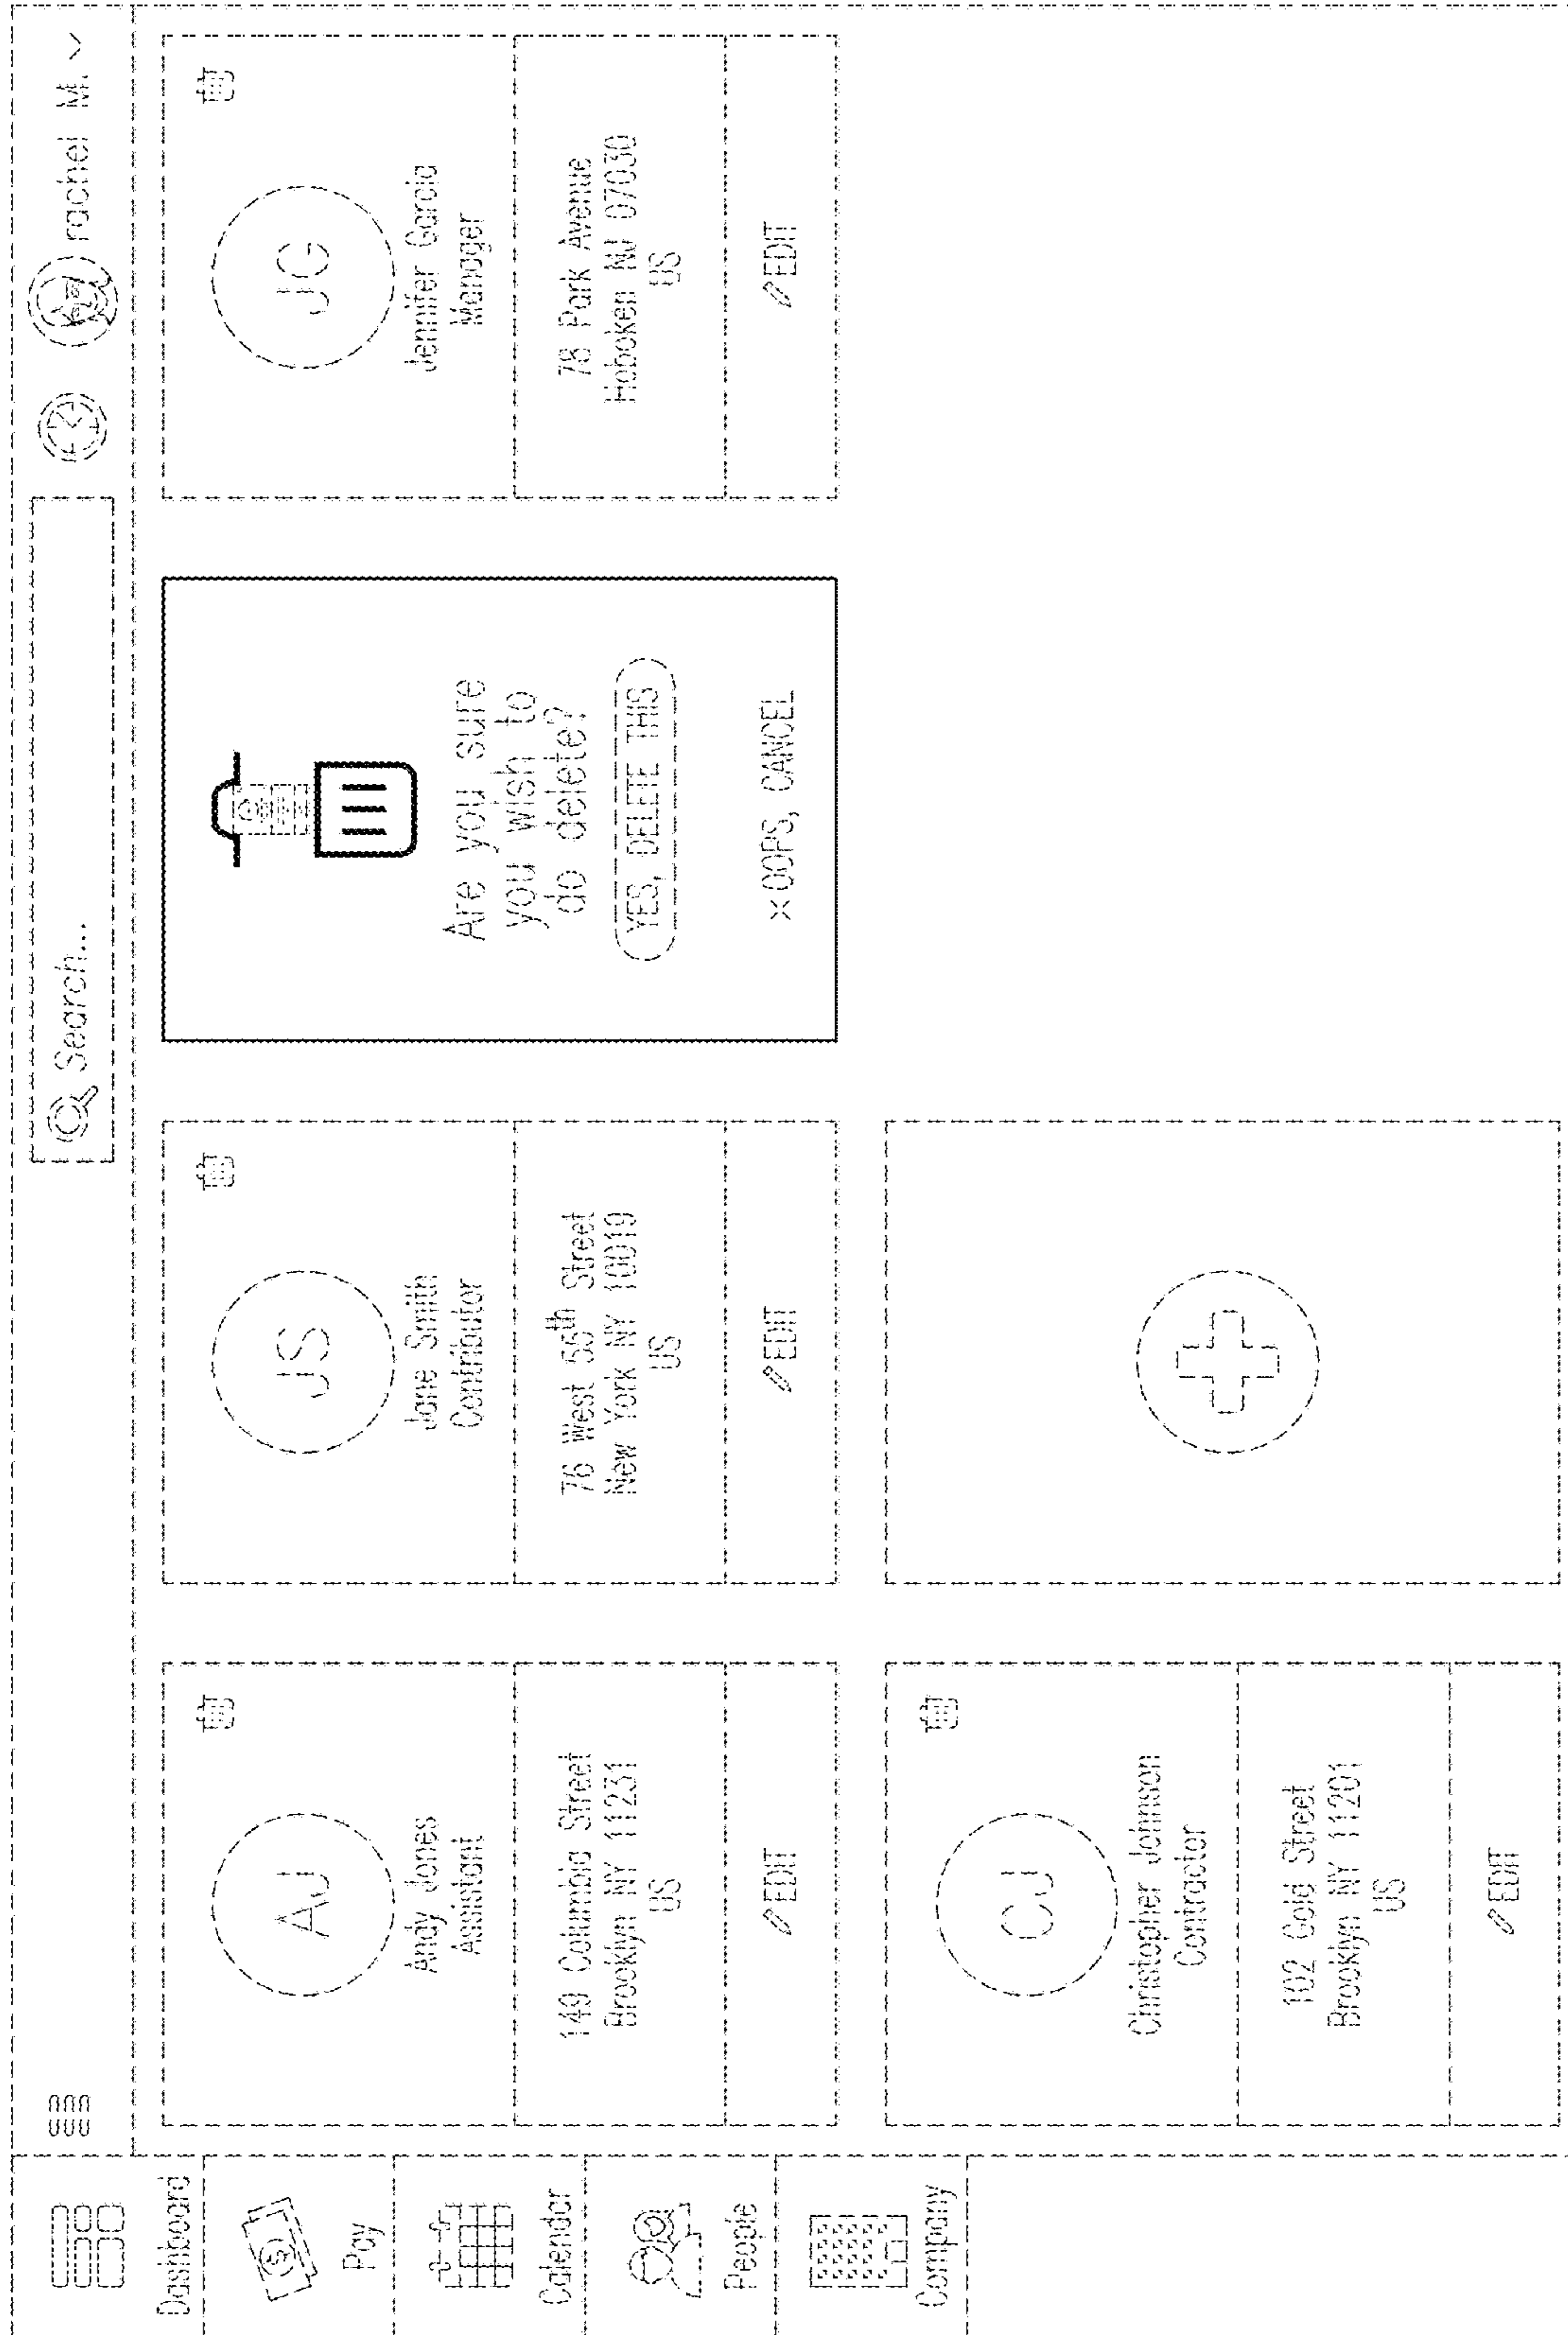 Search...
rachel M.
Dashboard
Pay
Calendar
People
Company
AJ
Andy Jones
Assistant
149 Columbia Street
Brooklyn NY 11231
US
EDIT
JS
Jane Smith
Contributor
76 West 55th Street
New York NY 10019
US
EDIT
Are you sure
you wish to
do delete?
YES, DELETE THIS
× OOPS, CANCEL
JG
Jennifer Garcia
Manager
78 Park Avenue
Hoboken NJ 07030
US
EDIT
CJ
Christopher Johnson
Contractor
102 Gold Street
Brooklyn NY 11201
US
EDIT